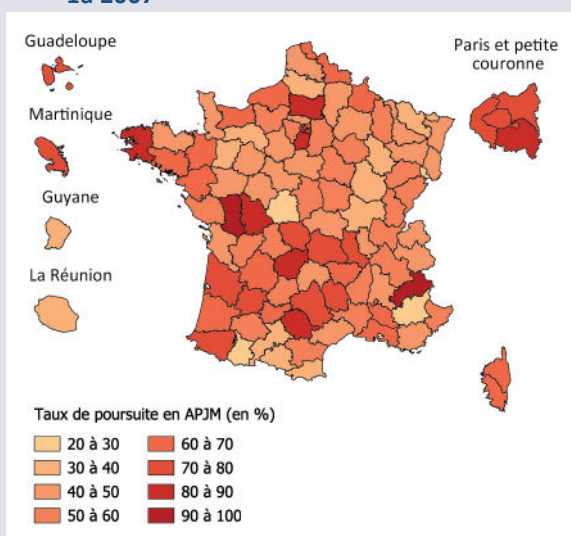 Guadeloupe
Paris et petite
couronne
Martinique
Guyane
La Réunion
Taux de poursuite en APJM (en %)
20 à 30
60 à 70
30 à 40
70 à 80
40 à 50
80 à 90
50 à 60
90 à 100